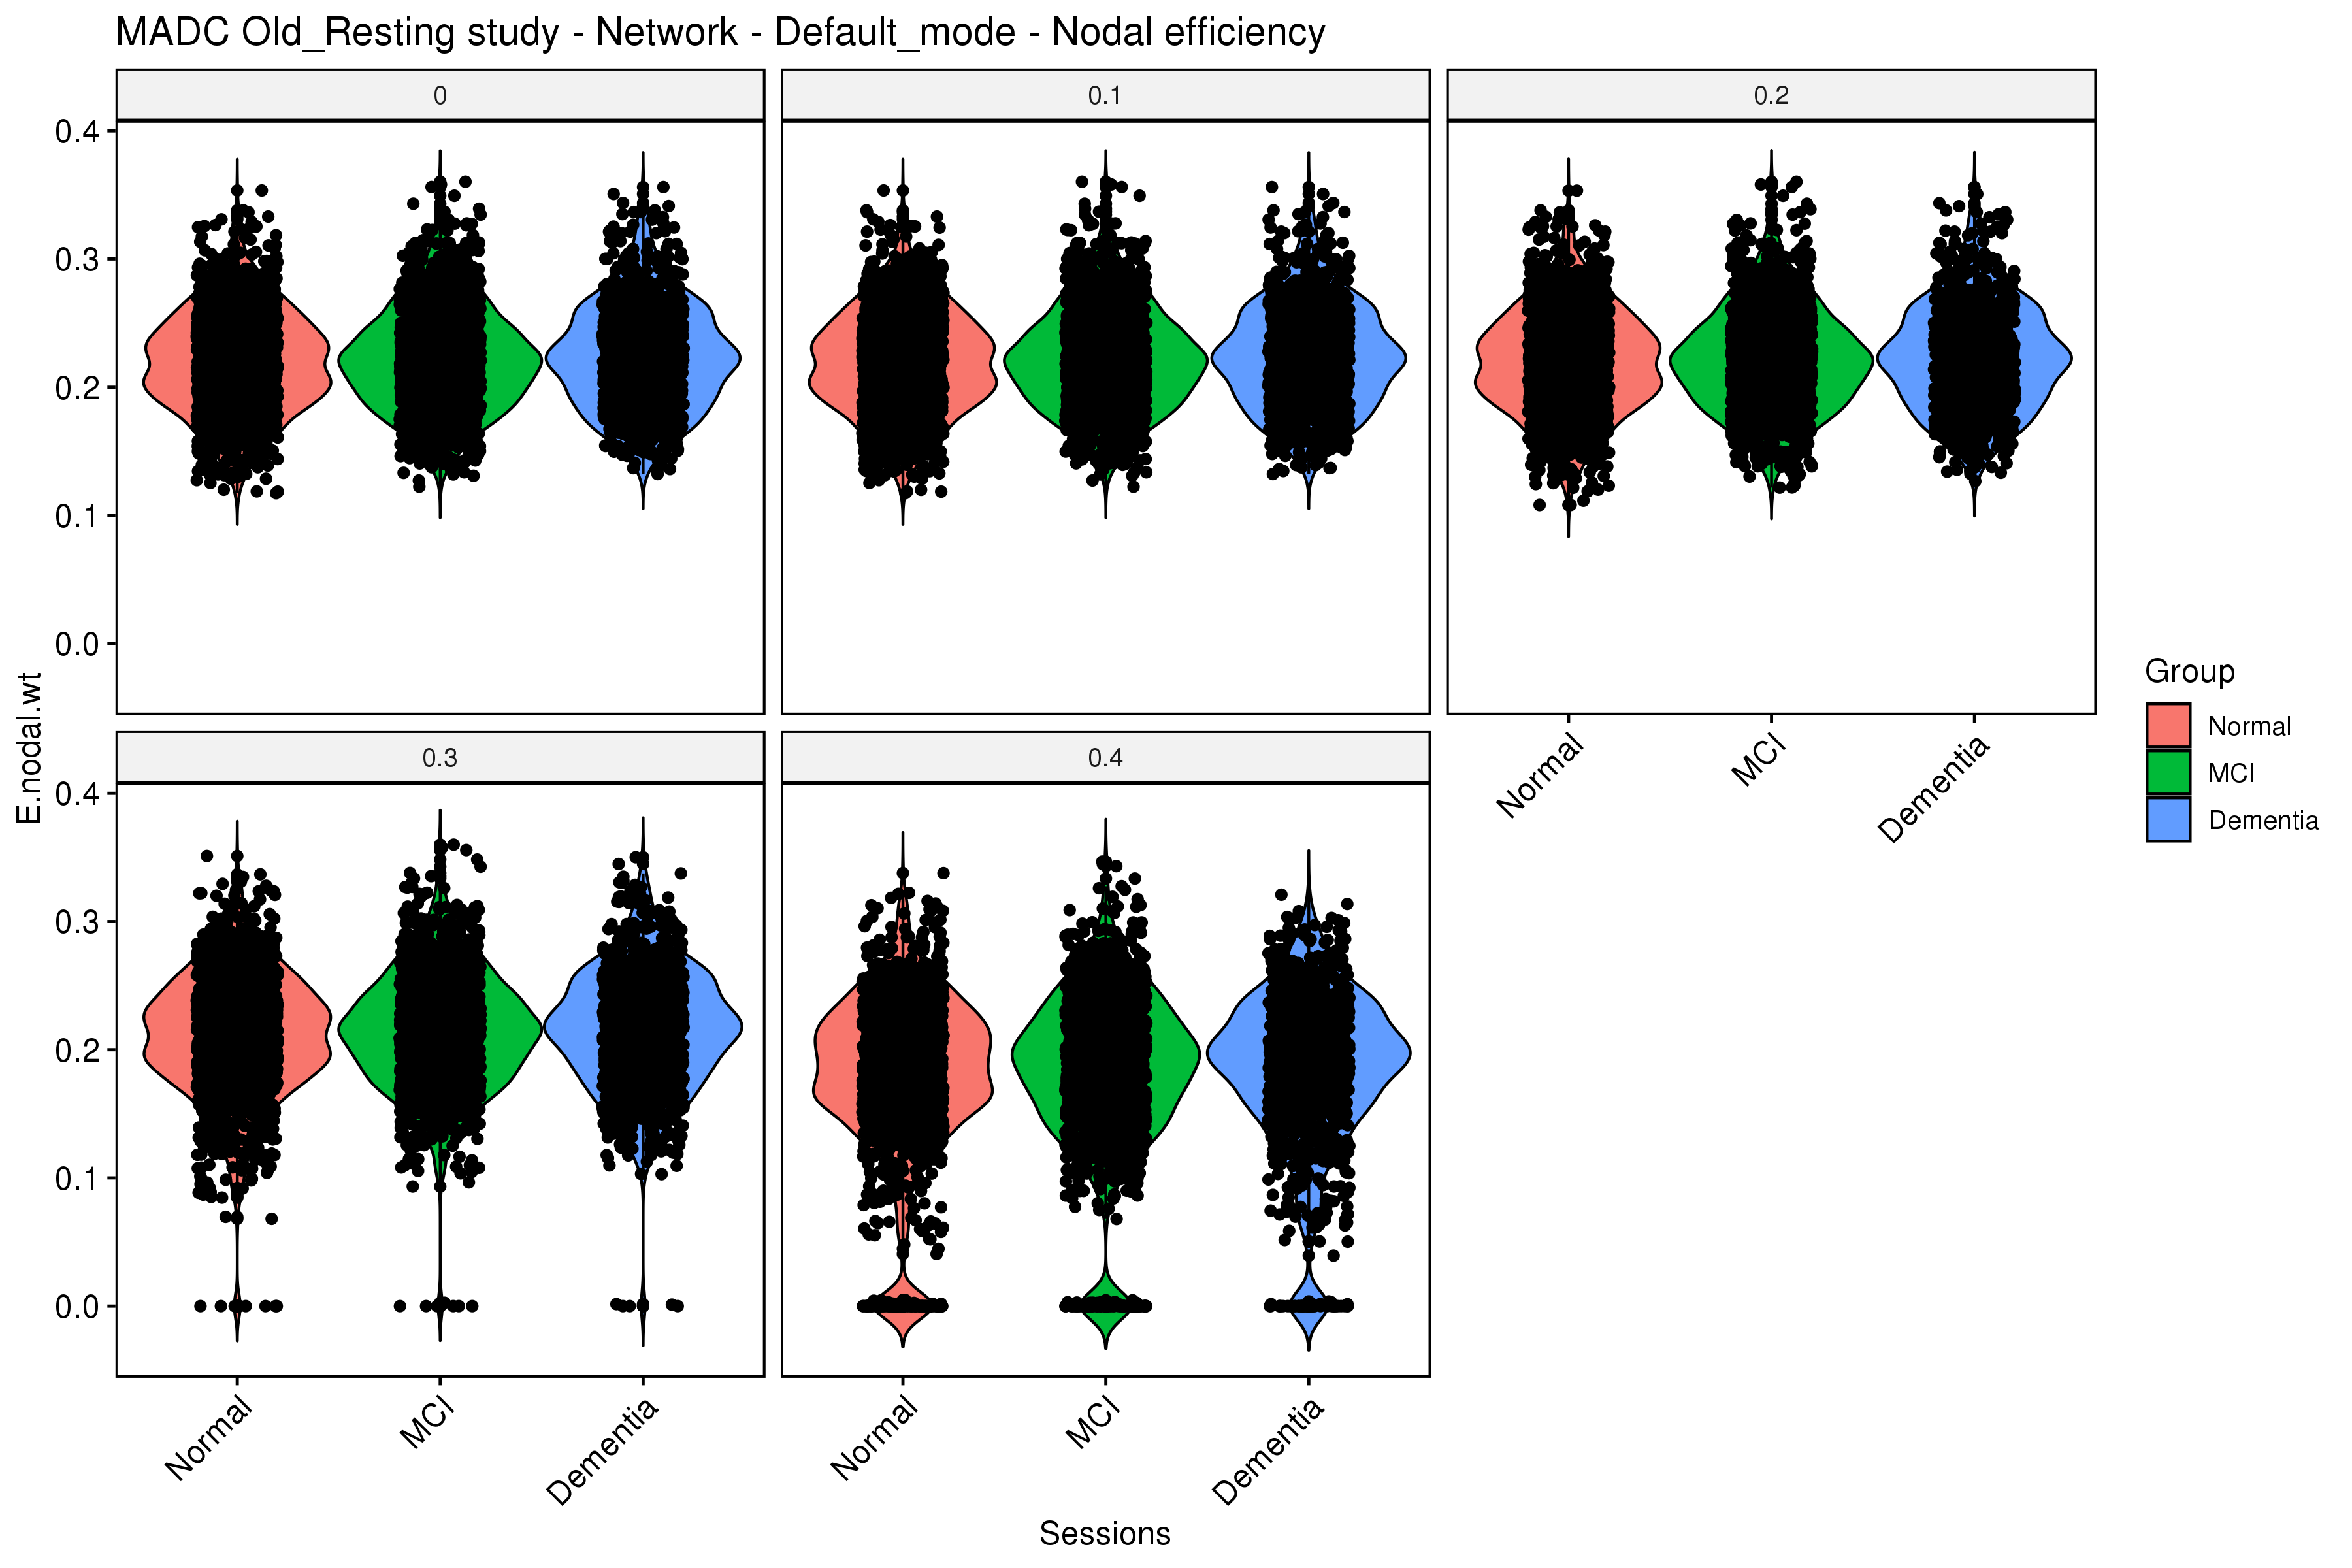 MADC Old_Resting study - Network - Default_mode - Nodal efficiency
0
0.1
0.2
0.4
0.3
0.2
0.1
0.0
Normal
MCI
Dementia
0.3
0.4
0.4
0.3
0.2
0.1
0.0
Normal
MCI
Dementia
Normal
MCI
Dementia
Sessions
E.nodal.wt
Group
Normal
MCI
Dementia